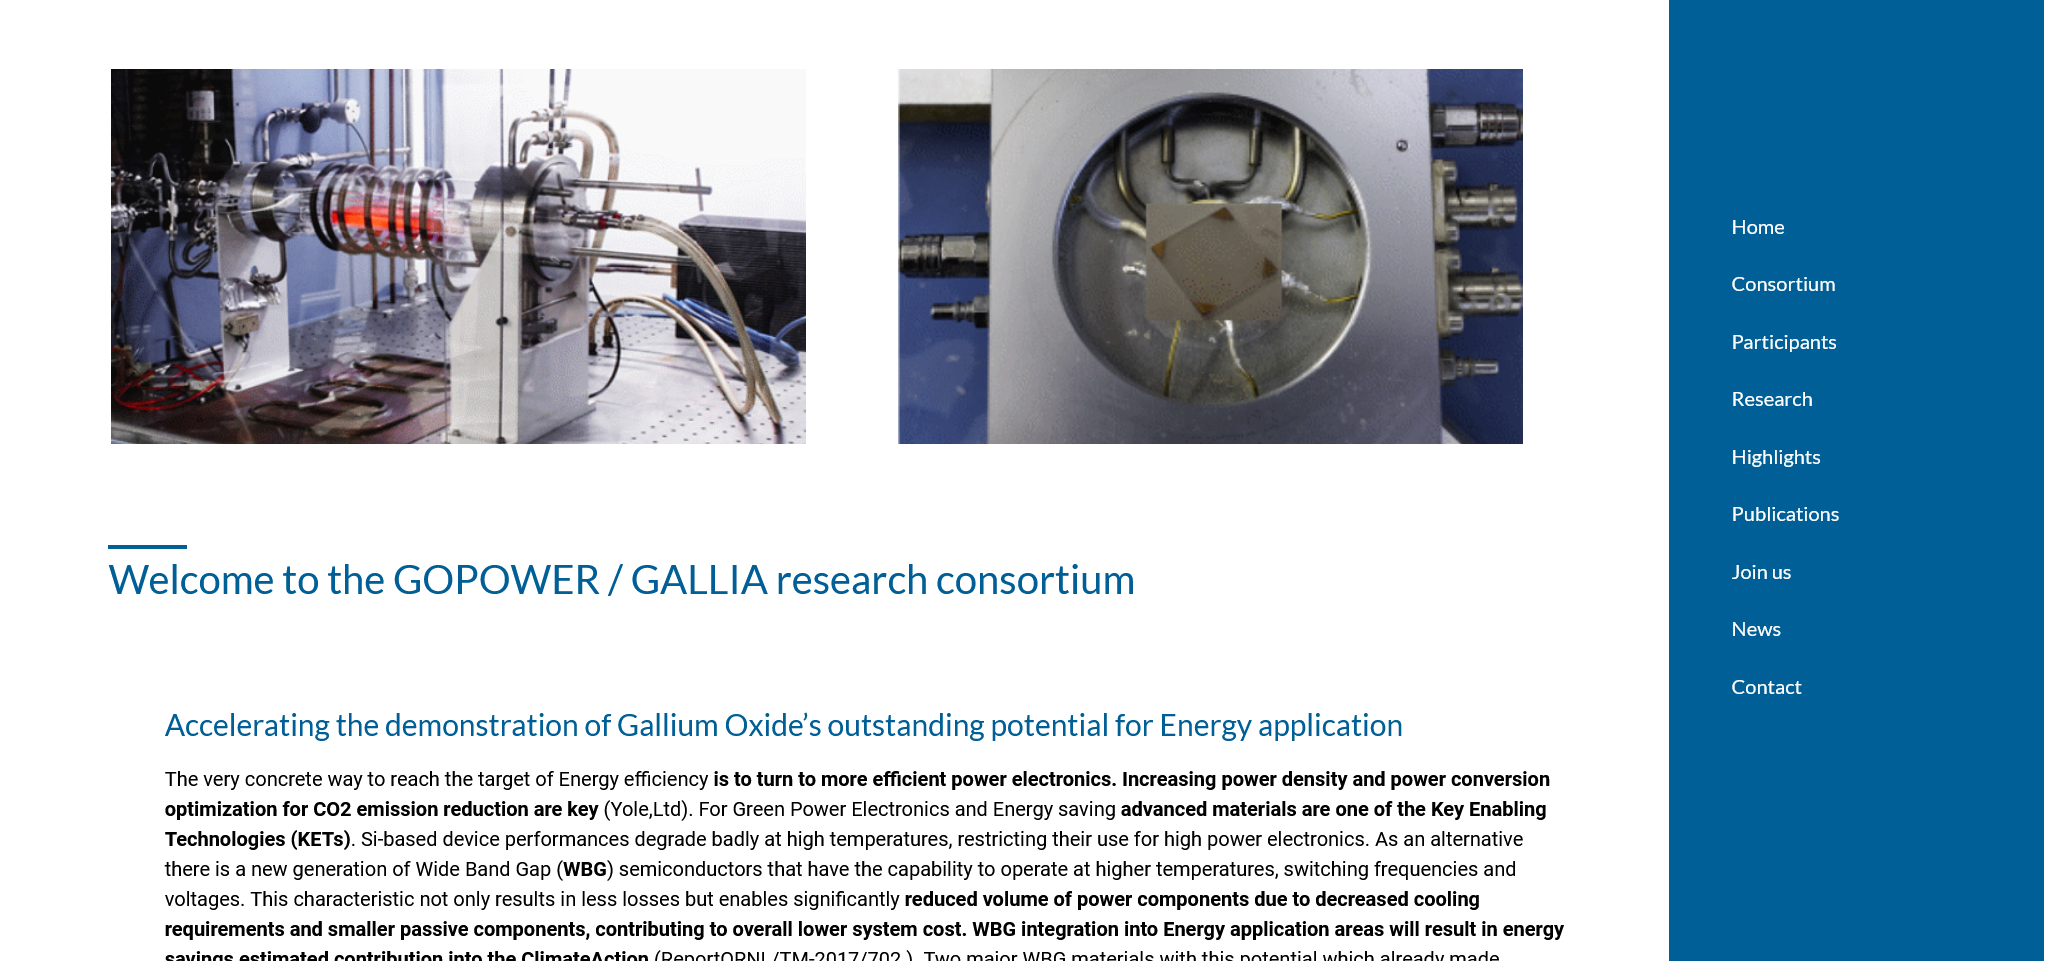 Home
Consortium
Participants
Research
Highlights
Publications
Join us
News
Contact
Welcome to the GOPOWER / GALLIA research consortium
Accelerating the demonstration of Gallium Oxide’s outstanding potential for Energy application
The very concrete way to reach the target of Energy efficiency is to turn to more efficient power electronics. Increasing power density and power conversion
optimization for CO2 emission reduction are key (Yole,Ltd). For Green Power Electronics and Energy saving advanced materials are one of the Key Enabling
Technologies (KETs). Si-based device performances degrade badly at high temperatures, restricting their use for high power electronics. As an alternative
there is a new generation of Wide Band Gap (WBG) semiconductors that have the capability to operate at higher temperatures, switching frequencies and
voltages. This characteristic not only results in less losses but enables significantly reduced volume of power components due to decreased cooling
requirements and smaller passive components, contributing to overall lower system cost. WBG integration into Energy application areas will result in energy
savings estimated contribution into the ClimateAction (ReportORNL/TM-2017/702 ). Two major WBG materials with this potential which already made